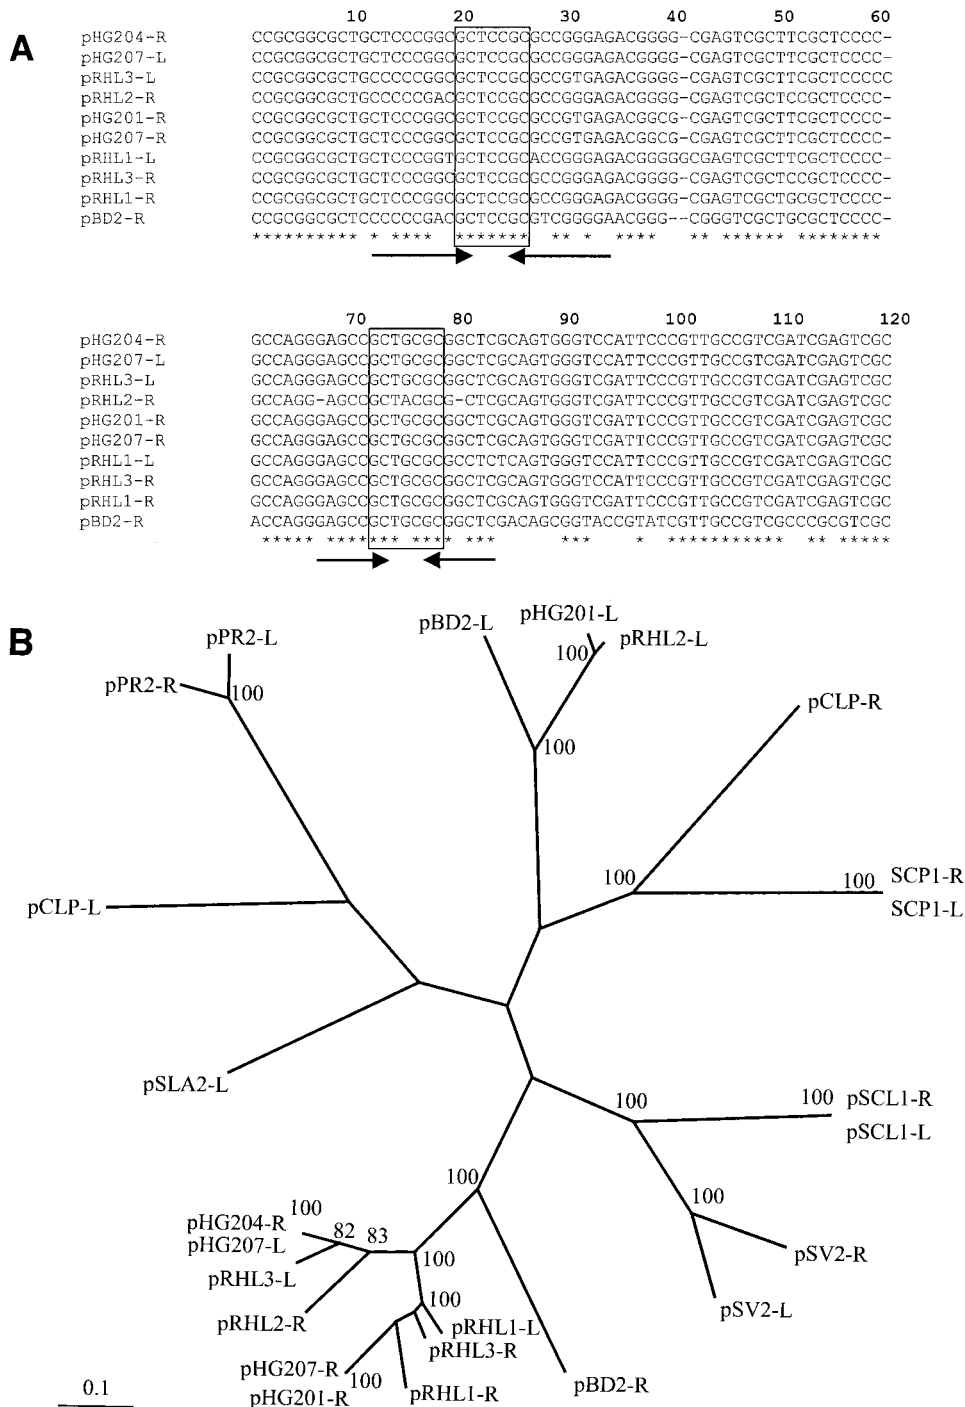 A
10 20 30 40 50 60
pHG204-R CCGCGGCGCTGCTCCCGGCGCTCCGCGCCGGGAGACGGGG-CGAGTCGCTTCGCTCCCC-
pHG207-L CCGCGGCGCTGCTCCCGGCGCTCCGCGCCGGGAGACGGGG-CGAGTCGCTTCGCTCCCC-
pRHL3-L CCGCGGCGCTGCCCCCGGCGCTCCGCGCCGTGAGACGGGG-CGAGTCGCTTCGCTCCCCC
pRHL2-R CCGCGGCGCTGCCCCCGACGCTCCGCGCCGGGAGACGGGG-CGAGTCGCTCCGCTCCCC-
pHG201-R CCGCGGCGCTGCTCCCGGCGCTCCGCGCCGTGAGACGGCG-CGAGTCGCTTCGCTCCCC-
pHG207-R CCGCGGCGCTGCTCCCGGCGCTCCGCGCCGTGAGACGGCG-CGAGTCGCTTCGCTCCCC-
pRHL1-L CCGCGGCGCTGCTCCCGGTGCTCCGCACCGGGAGACGGGGGCGAGTCGCTTCGCTCCCC-
pRHL3-R CCGCGGCGCTGCTCCCGGCGCTCCGCGCCGGGAGACGGGG-CGAGTCGCTTCGCTCCCC-
pRHL1-R CCGCGGCGCTGCTCCCGGCGCTCCGCGCCGGGAGACGGGG-CGAGTCGCTTCGCTCCCC-
pBD2-R CCGCGGCGCTCCCCCCGACGCTCCGCGTCGGGGAACGGG--CGGGTCGCTGCGCTCCCC-
********** * **** ******* ** * **** ** ****** *******
70 80 90 100 110 120
pHG204-R GCCAGGGAGCCGCTGCGCGGCTCGCAGTGGGTCCATTCCCGTTGCCGTCGATCGAGTCGC
pHG207-L GCCAGGGAGCCGCTGCGCGGCTCGCAGTGGGTCCATTCCCGTTGCCGTCGATCGAGTCGC
pRHL3-L GCCAGGGAGCCGCTGCGCGGCTCGCAGTGGGTCGATTCCCGTTGCCGTCGATCGAGTCGC
pRHL2-R GCCAGG-AGCCGCTACGCG-CTCGCAGTGGGTCGATTCCCGTTGCCGTCGATCGAGTCGC
pHG201-R GCCAGGGAGCCGCTGCGCGGCTCGCAGTGGGTCGATTCCCGTTGCCGTCGATCGAGTCGC
pHG207-R GCCAGGGAGCCGCTGCGCGGCTCGCAGTGGGTCGATTCCCGTTGCCGTCGATCGAGTCGC
pRHL1-L GCCAGGGAGCCGCTGCGCGCCTCTCAGTGGGTCCATTCCCGTTGCCGTCGATCGAGTCGC
pRHL3-R GCCAGGGAGCCGCTGCGCGGCTCGCAGTGGGTCGATTCCCGTTGCCGTCGATCGAGTCGC
pRHL1-R GCCAGGGAGCCGCTGCGCGGCTCGCAGTGGGTCGATTCCCGTTGCCGTCGATCGAGTCGC
pBD2-R ACCAGGGAGCCGCTGCGCGGCTCGACAGCGGTACCGTATCGTTGCCGTCGCCCGCGTCGC
***** ******* **** *** *** * *********** ** *****
B
pPR2-L
pBD2-L
pHG201-L
pRHL2-L
100
pPR2-R
100
pCLP-R
100
100
100
SCP1-R
pCLP-L
SCP1-L
pSLA2-L
100
100
pSCL1-R
pSCL1-L
100
100
pHG204-R
100
pHG207-L
82
83
pSV2-R
pRHL3-L
100
100
pSV2-L
pRHL2-R
pRHL1-L
pRHL3-R
pHG207-R
100
pBD2-R
pHG201-R
pRHL1-R
0.1